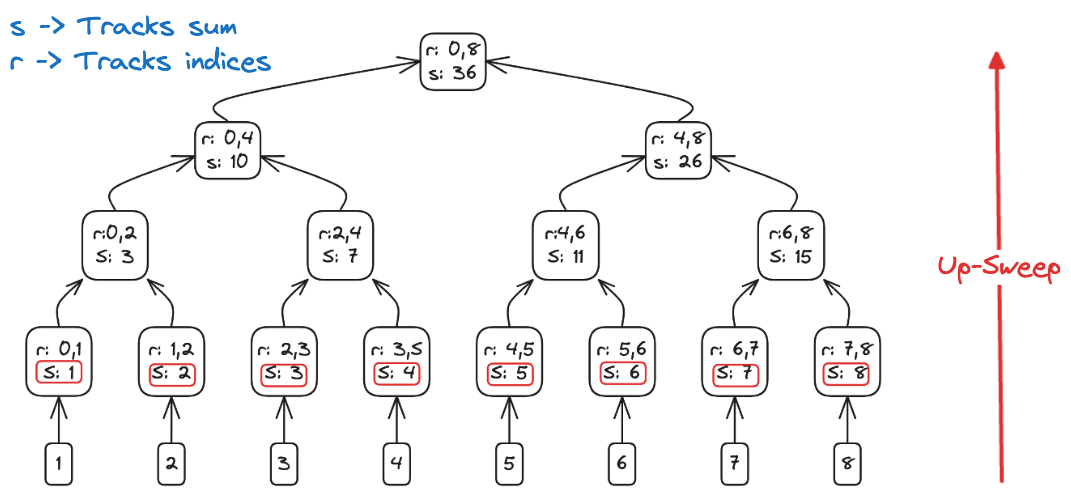 s -> Tracks sum
r -> Tracks indices
r: 0,8
s: 36
r: 0,4
s: 10
r: 4,8
s: 26
r:0,2
S: 3
r:2,4
S: 7
r:4,6
S: 11
r:6,8
S: 15
Up-Sweep
r: 0,1
S: 1
r: 1,2
S: 2
r: 2,3
S: 3
r: 3,5
S: 4
r: 4,5
S: 5
r: 5,6
S: 6
r: 6,7
S: 7
r: 7,8
S: 8
1
2
3
4
5
6
7
8